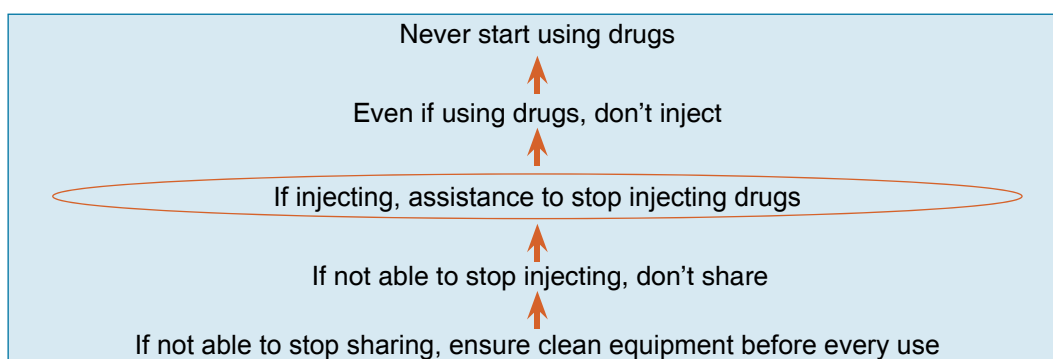 Never start using drugs
Even if using drugs, don’t inject
If injecting, assistance to stop injecting drugs
If not able to stop injecting, don’t share
If not able to stop sharing, ensure clean equipment before every use